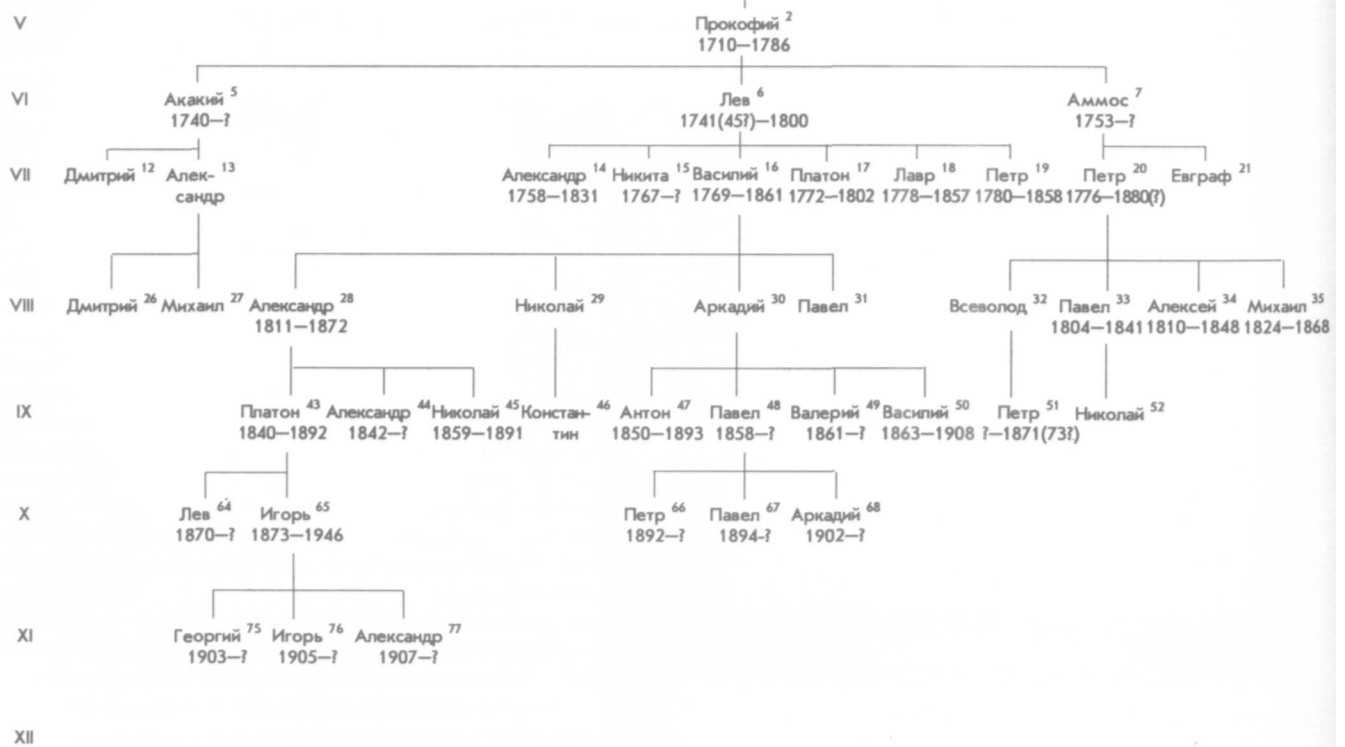 V Прокофий 2
1710—1786
VI Акакий 5 Лев 6 Аммос 7
1740—? 1741(45?)—1800 1753—?
VII Дмитрий 12 Алек- 13 Александр 14 Никита 15 Василий 16 Платон 17 Лавр 18 Петр 19 Петр 20 Евграф 21
сандр 1758—1831 1767—? 1769—1861 1772—1802 1778—1857 1780—1858 1776—1880(?)
VIII Дмитрий 26 Михаил 27 Александр 28 Николай 29 Аркадий 30 Павел 31 Всеволод 32 Павел 33 Алексей 34 Михаил 35
1811—1872 1804—1841 1810—1848 1824—1868
IX Платон 43 Александр 44 Николай 45 Констан- 46 Антон 47 Павел 48 Валерий 49 Василий 50 Петр 51 Николай 52
1840—1892 1842—? 1859—1891 тин 1850—1893 1858—? 1861—? 1863—1908 ?—1871(73?)
X Лев 64 Игорь 65 Петр 66 Павел 67 Аркадий 68
1870—? 1873—1946 1892—? 1894-? 1902—?
XI Георгий 75 Игорь 76 Александр 77
1903—? 1905—? 1907—?
XII